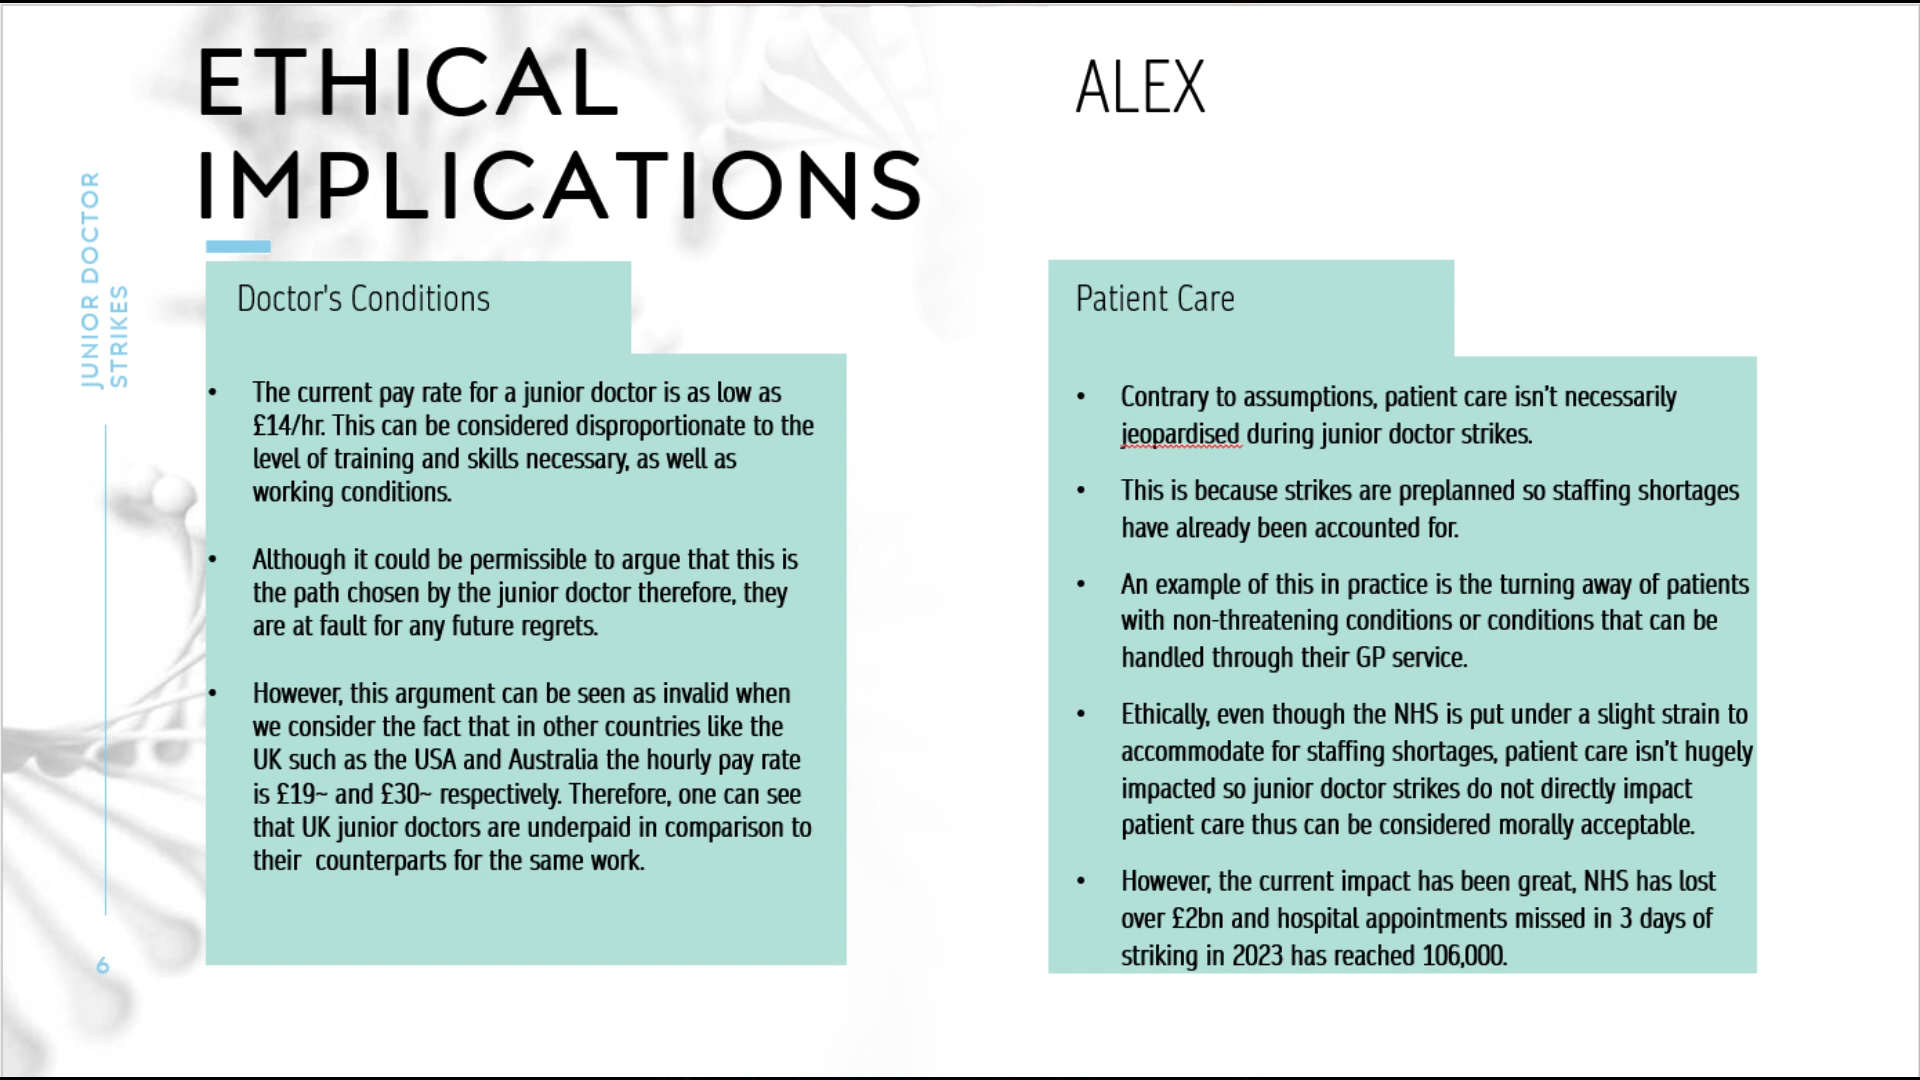 ETHICAL
IMPLICATIONS
ALEX
JUNIOR DOCTOR
STRIKES
Doctor's Conditions
• The current pay rate for a junior doctor is as low as
£14/hr. This can be considered disproportionate to the
level of training and skills necessary, as well as
working conditions.
• Although it could be permissible to argue that this is
the path chosen by the junior doctor therefore, they
are at fault for any future regrets.
• However, this argument can be seen as invalid when
we consider the fact that in other countries like the
UK such as the USA and Australia the hourly pay rate
is £19~ and £30~ respectively. Therefore, one can see
that UK junior doctors are underpaid in comparison to
their  counterparts for the same work.
Patient Care
• Contrary to assumptions, patient care isn't necessarily
jeopardised during junior doctor strikes.
• This is because strikes are preplanned so staffing shortages
have already been accounted for.
• An example of this in practice is the turning away of patients
with non-threatening conditions or conditions that can be
handled through their GP service.
• Ethically, even though the NHS is put under a slight strain to
accommodate for staffing shortages, patient care isn't hugely
impacted so junior doctor strikes do not directly impact
patient care thus can be considered morally acceptable.
• However, the current impact has been great, NHS has lost
over £2bn and hospital appointments missed in 3 days of
striking in 2023 has reached 106,000.
6